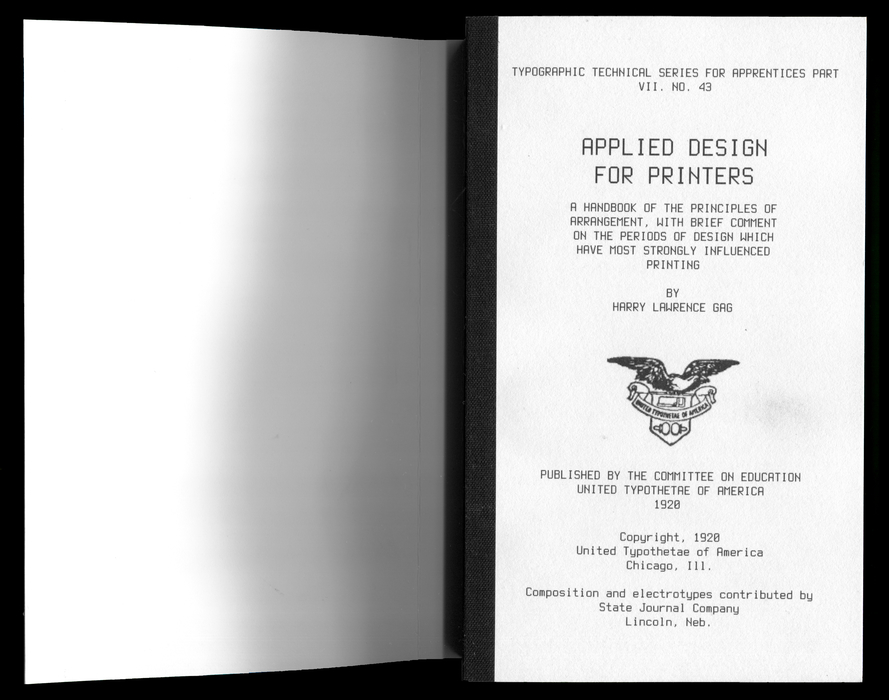 TYPOGRAPHIC TECHNICAL SERIES FOR APPRENTICES PART
VII. NO. 43
APPLIED DESIGN
FOR PRINTERS
A HANDBOOK OF THE PRINCIPLES OF
ARRANGEMENT, WITH BRIEF COMMENT
ON THE PERIODS OF DESIGN WHICH
HAVE MOST STRONGLY INFLUENCED
PRINTING
BY
HARRY LAWRENCE GAG
UNITED TYPOTHETAE OF AMERICA
PUBLISHED BY THE COMMITTEE ON EDUCATION
UNITED TYPOTHETAE OF AMERICA
1920
Copyright, 1920
United Typothetae of America
Chicago, Ill.
Composition and electrotypes contributed by
State Journal Company
Lincoln, Neb.